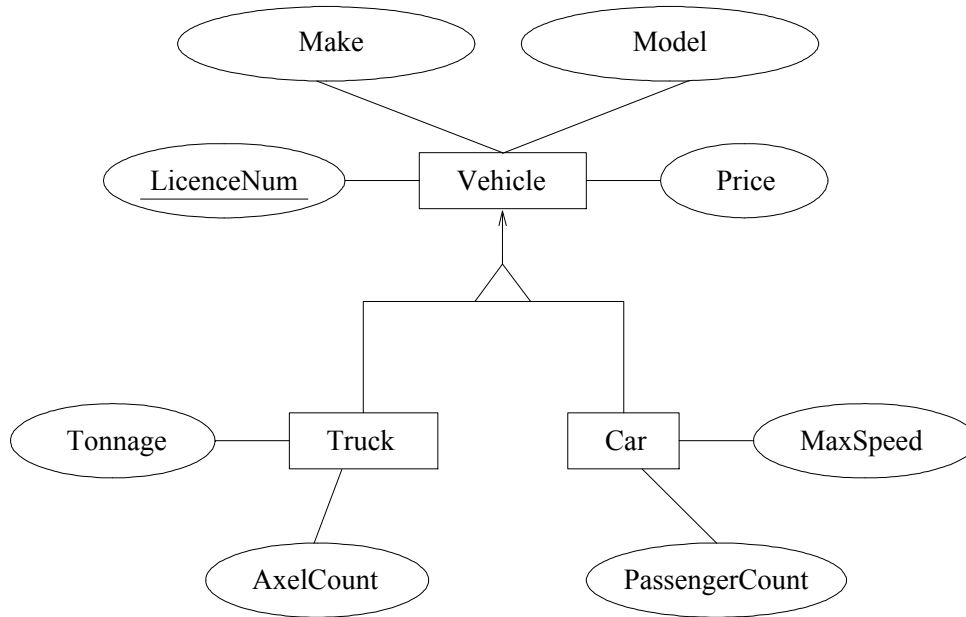 Make
Model
LicenceNum
Vehicle
Price
Tonnage
Truck
Car
MaxSpeed
AxelCount
PassengerCount